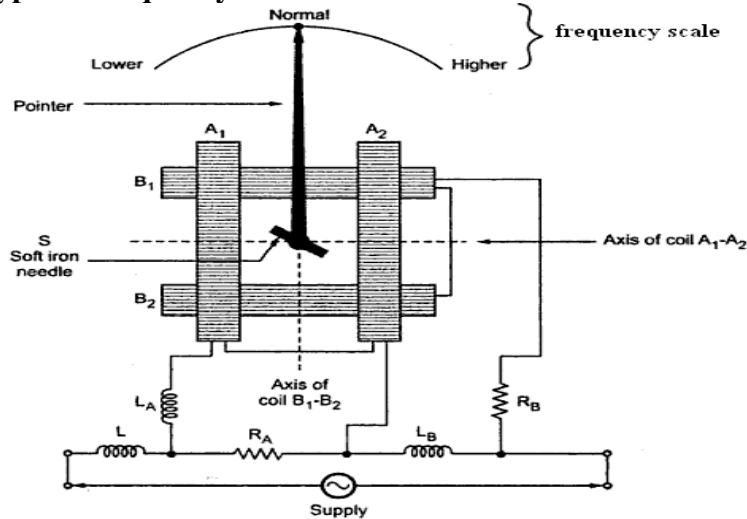 Normal
frequency scale
Lower
Higher
Pointer
A1
A2
B1
S
Soft iron
needle
Axis of coil A1-A2
B2
Axis of
coil B1-B2
LA
RB
L
RA
LB
Supply